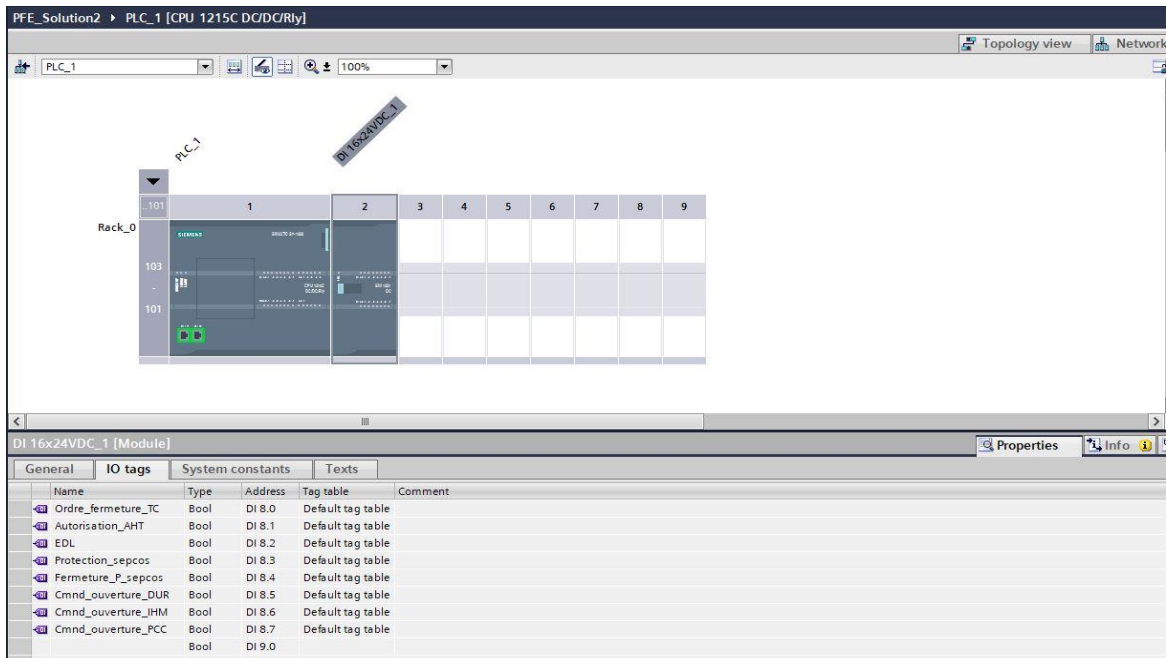 PFE_Solution2 ▸ PLC_1 [CPU 1215C DC/DC/Rly]
Topology view Network
PLC_1 100%
PLC_1 DI 16x24VDC_1
..101 1 2 3 4 5 6 7 8 9
Rack_0
SIEMENS
103
-
101
DI 16x24VDC_1 [Module]
Properties Info
General IO tags System constants Texts
Name Type Address Tag table Comment
Ordre_fermeture_TC Bool DI 8.0 Default tag table
Autorisation_AHT Bool DI 8.1 Default tag table
EDL Bool DI 8.2 Default tag table
Protection_sepcos Bool DI 8.3 Default tag table
Fermeture_P_sepcos Bool DI 8.4 Default tag table
Cmnd_ouverture_DUR Bool DI 8.5 Default tag table
Cmnd_ouverture_IHM Bool DI 8.6 Default tag table
Cmnd_ouverture_PCC Bool DI 8.7 Default tag table
Bool DI 9.0